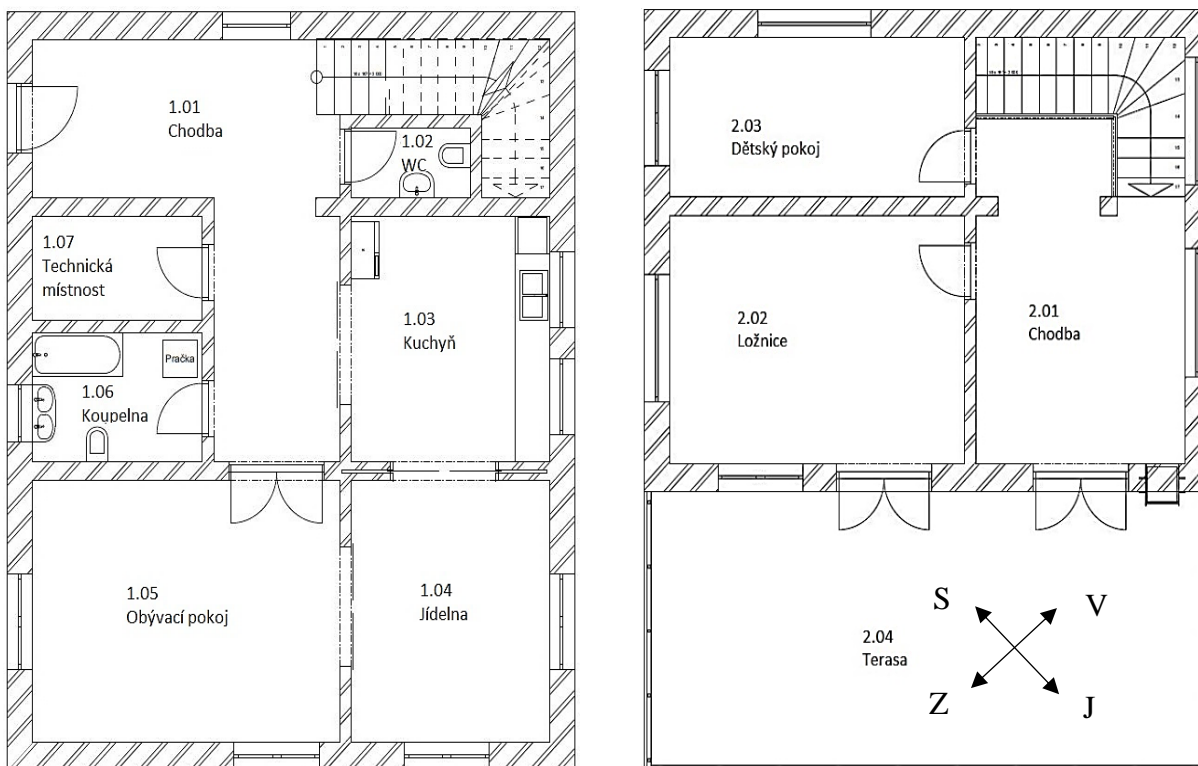 1.01
Chodba
1.02
WC
1.07
Technická
místnost
1.03
Kuchyň
Pračka
1.06
Koupelna
1.05
Obývací pokoj
1.04
Jídelna
2.03
Dětský pokoj
2.02
Ložnice
2.01
Chodba
2.04
Terasa
S
V
Z
J